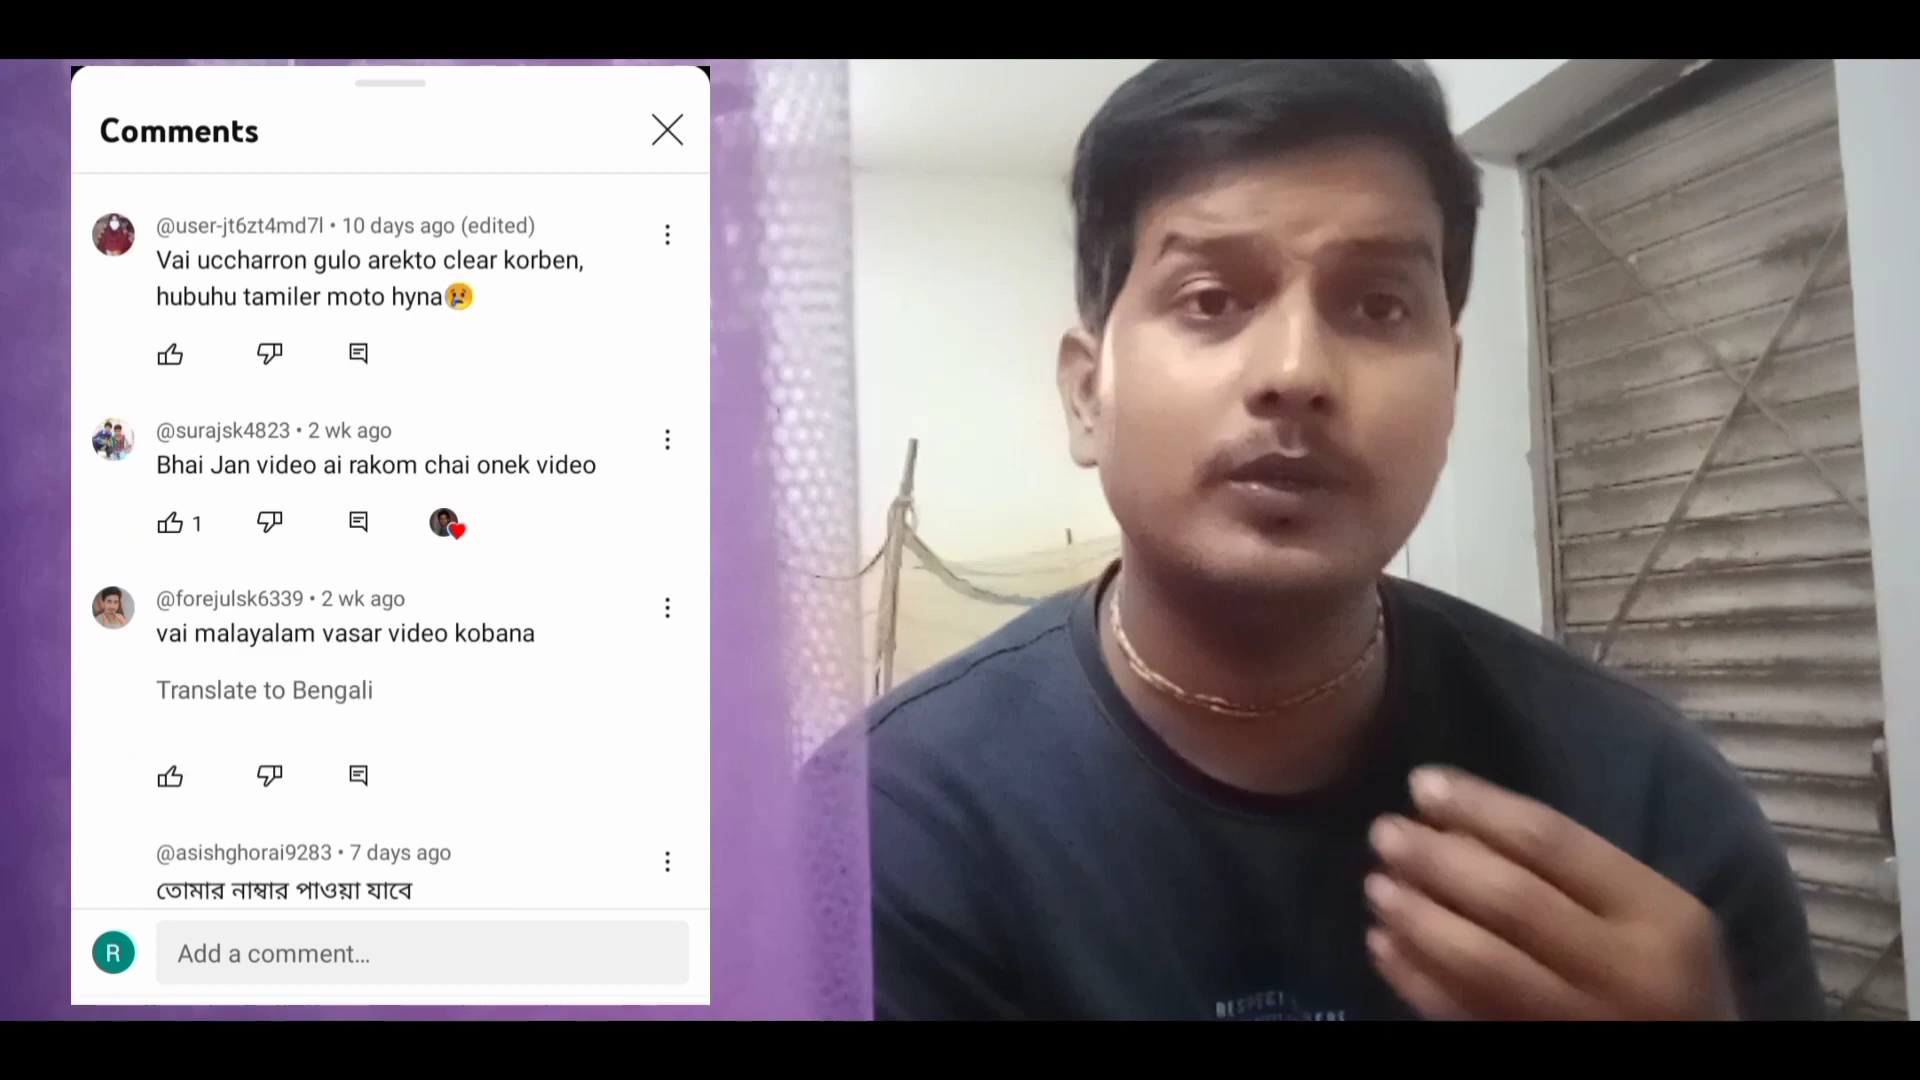 Comments
@user-jt6zt4md7l • 10 days ago (edited)
Vai uccharron gulo arekto clear korben,
hubuhu tamiler moto hyna😢
@surajsk4823 • 2 wk ago
Bhai Jan video ai rakom chai onek video
1
@forejulsk6339 • 2 wk ago
vai malayalam vasar video kobana
Translate to Bengali
@asishghorai9283 • 7 days ago
তোমার নাম্বার পাওয়া যাবে
R
Add a comment...
RESPECT